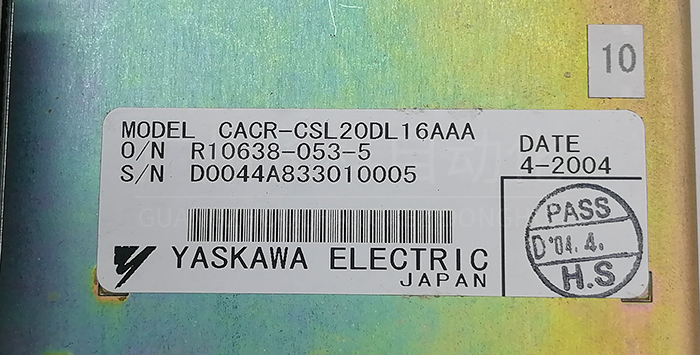 10
MODEL CACR-CSL20DL16AAA
O/N R10638-053-5
S/N D0044A833010005
DATE
4-2004
PASS
D'04.4.
H.S
YASKAWA ELECTRIC
JAPAN